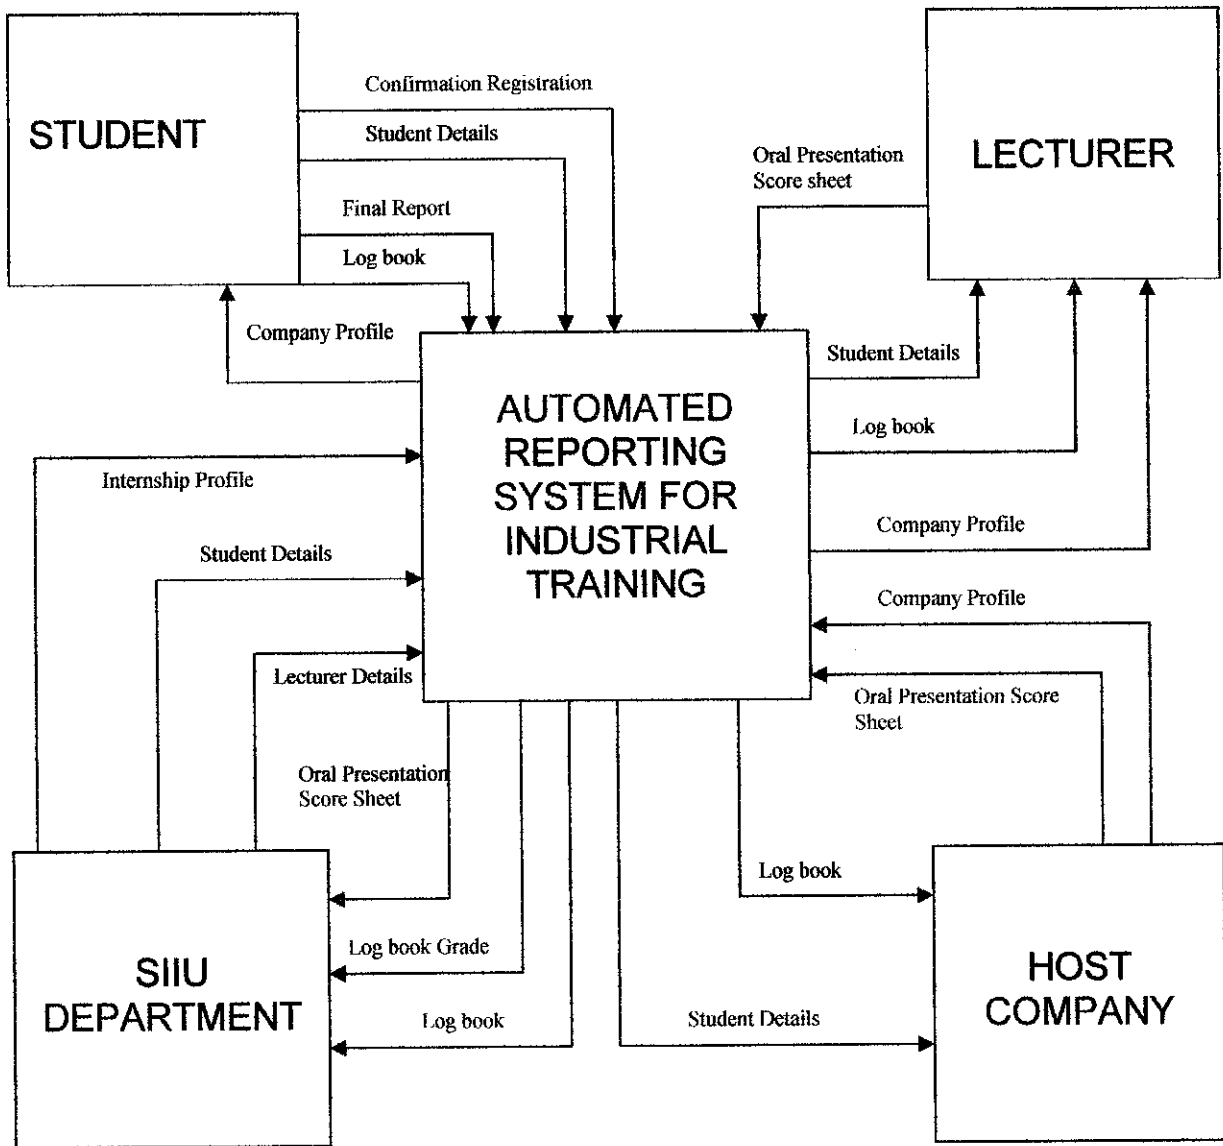 STUDENT
Confirmation Registration
Student Details
Final Report
Log book
Company Profile
LECTURER
Oral Presentation
Score sheet
Student Details
Log book
Company Profile
AUTOMATED
REPORTING
SYSTEM FOR
INDUSTRIAL
TRAINING
Internship Profile
Student Details
Lecturer Details
Company Profile
Oral Presentation Score
Sheet
Oral Presentation
Score Sheet
Log book Grade
Log book
SIIU
DEPARTMENT
Log book
Student Details
HOST
COMPANY